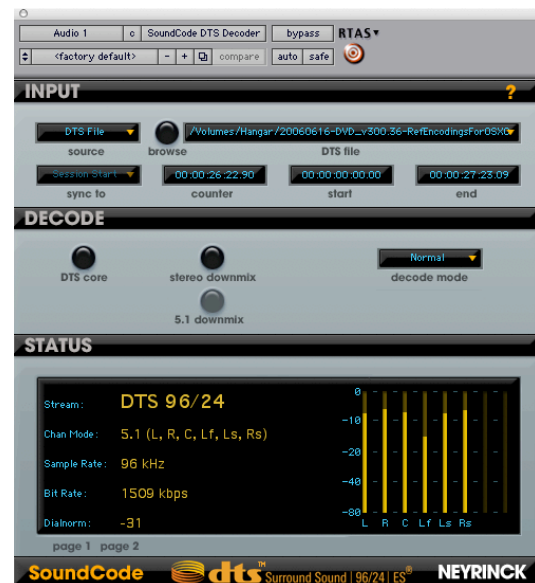 Audio 1 c SoundCode DTS Decoder bypass RTAS
<factory default> - + compare auto safe
INPUT ?
DTS File /Volumes/Hangar/20060616-DVD_v300.36-RefEncodingsForOSX
source browse DTS file
Session Start 00:00:26:22.90 00:00:00:00.00 00:00:27:23.09
sync to counter start end
DECODE
Normal
DTS core stereo downmix decode mode
5.1 downmix
STATUS
Stream: DTS 96/24
Chan Mode: 5.1 (L, R, C, Lf, Ls, Rs)
Sample Rate: 96 kHz
Bit Rate: 1509 kbps
Dialnorm: -31
0
-10
-20
-40
-80
L R C Lf Ls Rs
page 1 page 2
SoundCode dts™ Surround Sound | 96/24 | ES® NEYRINCK